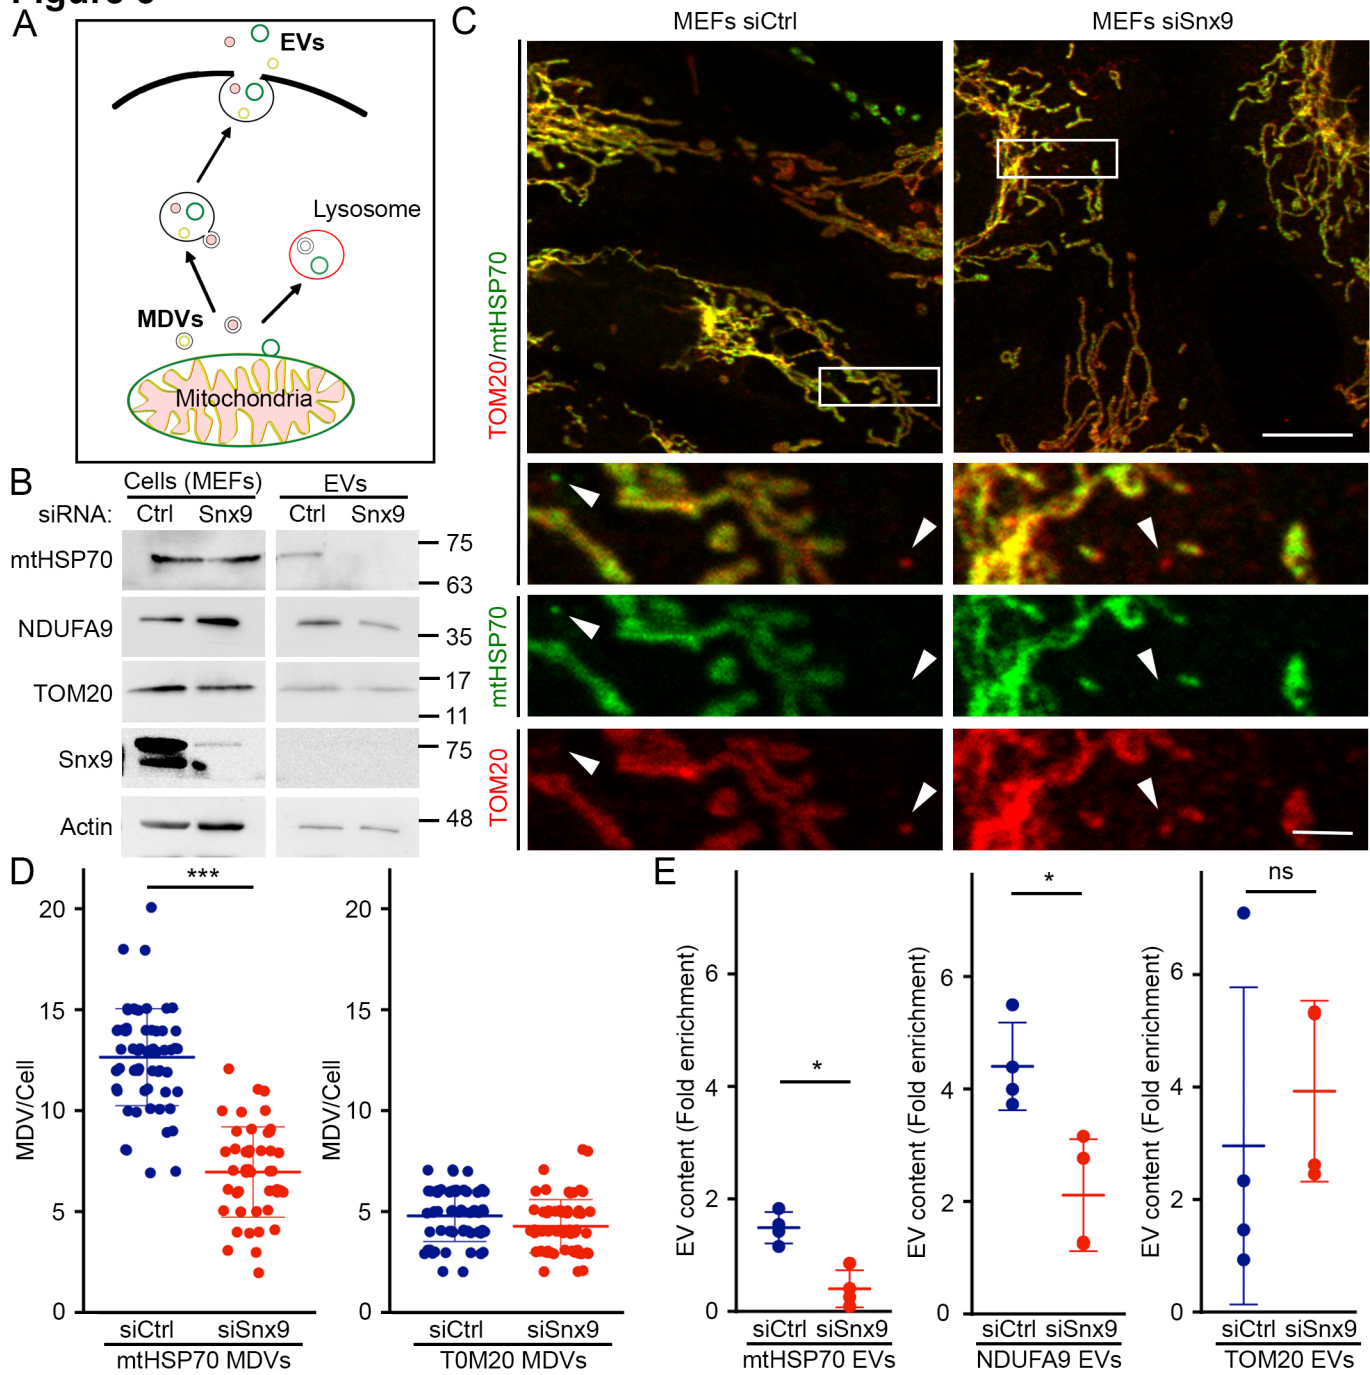 A
EVs
Lysosome
MDVs
Mitochondria
B
Cells (MEFs)
EVs
siRNA:
Ctrl
Snx9
Ctrl
Snx9
mtHSP70
75
63
NDUFA9
35
TOM20
17
11
Snx9
75
Actin
48
C
MEFs siCtrl
MEFs siSnx9
TOM20/mtHSP70
mtHSP70
TOM20
D
***
MDV/Cell
20
15
10
5
0
siCtrl
siSnx9
mtHSP70 MDVs
MDV/Cell
20
15
10
5
0
siCtrl
siSnx9
T0M20 MDVs
E
*
EV content (Fold enrichment)
6
4
2
0
siCtrl siSnx9
mtHSP70 EVs
*
EV content (Fold enrichment)
6
4
2
0
siCtrl siSnx9
NDUFA9 EVs
ns
EV content (Fold enrichment)
6
4
2
0
siCtrl siSnx9
TOM20 EVs